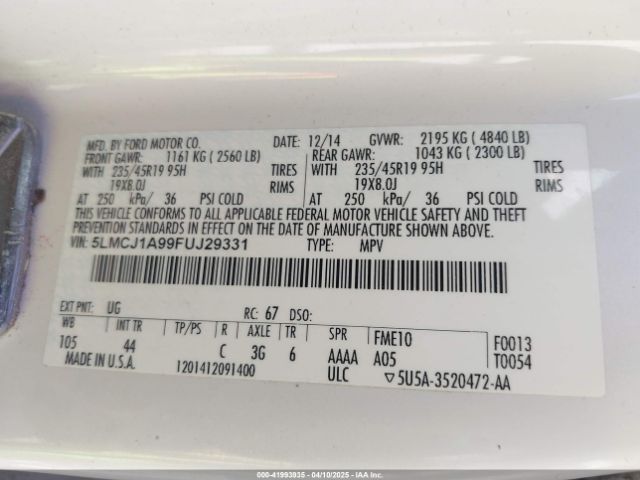 MFD. BY FORD MOTOR CO. DATE: 12/14 GVWR: 2195 KG ( 4840 LB)
FRONT GAWR: 1161 KG ( 2560 LB) REAR GAWR: 1043 KG ( 2300 LB)
WITH 235/45R19 95H TIRES WITH 235/45R19 95H TIRES
19X8.0J RIMS 19X8.0J RIMS
AT 250 kPa/ 36 PSI COLD AT 250 kPa/ 36 PSI COLD
THIS VEHICLE CONFORMS TO ALL APPLICABLE FEDERAL MOTOR VEHICLE SAFETY AND THEFT
PREVENTION STANDARDS IN EFFECT ON THE DATE OF MANUFACTURE SHOWN ABOVE.
VIN: 5LMCJ1A99FUJ29331 TYPE: MPV
EXT PNT: UG RC: 67 DSO:
WB INT TR TP/PS R AXLE TR SPR FME10 F0013
105 44 C 3G 6 AAAA A05 T0054
MADE IN U.S.A. 1201412091400 ULC ▽5U5A-3520472-AA
000-41993935 - 04/10/2025 - IAAI.COM